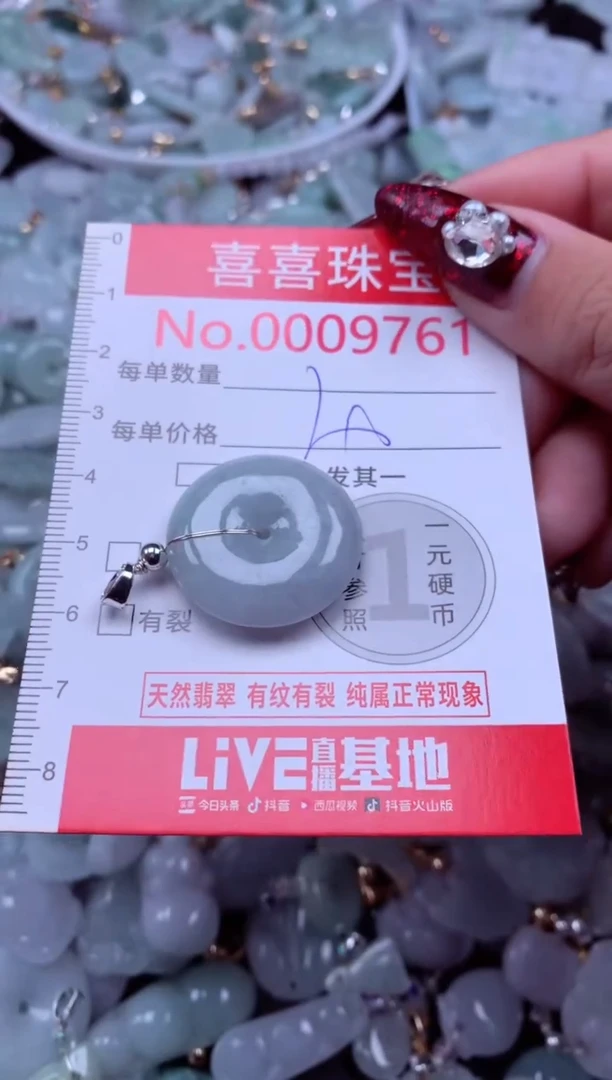 0
喜喜珠宝
1
No.0009761
2
每单数量
3
每单价格
4
发其一
5
一元硬币
1
参照
6
有裂
7
天然翡翠 有纹有裂 纯属正常现象
8
LiVE直播基地
今日头条 抖音 西瓜视频 抖音火山版